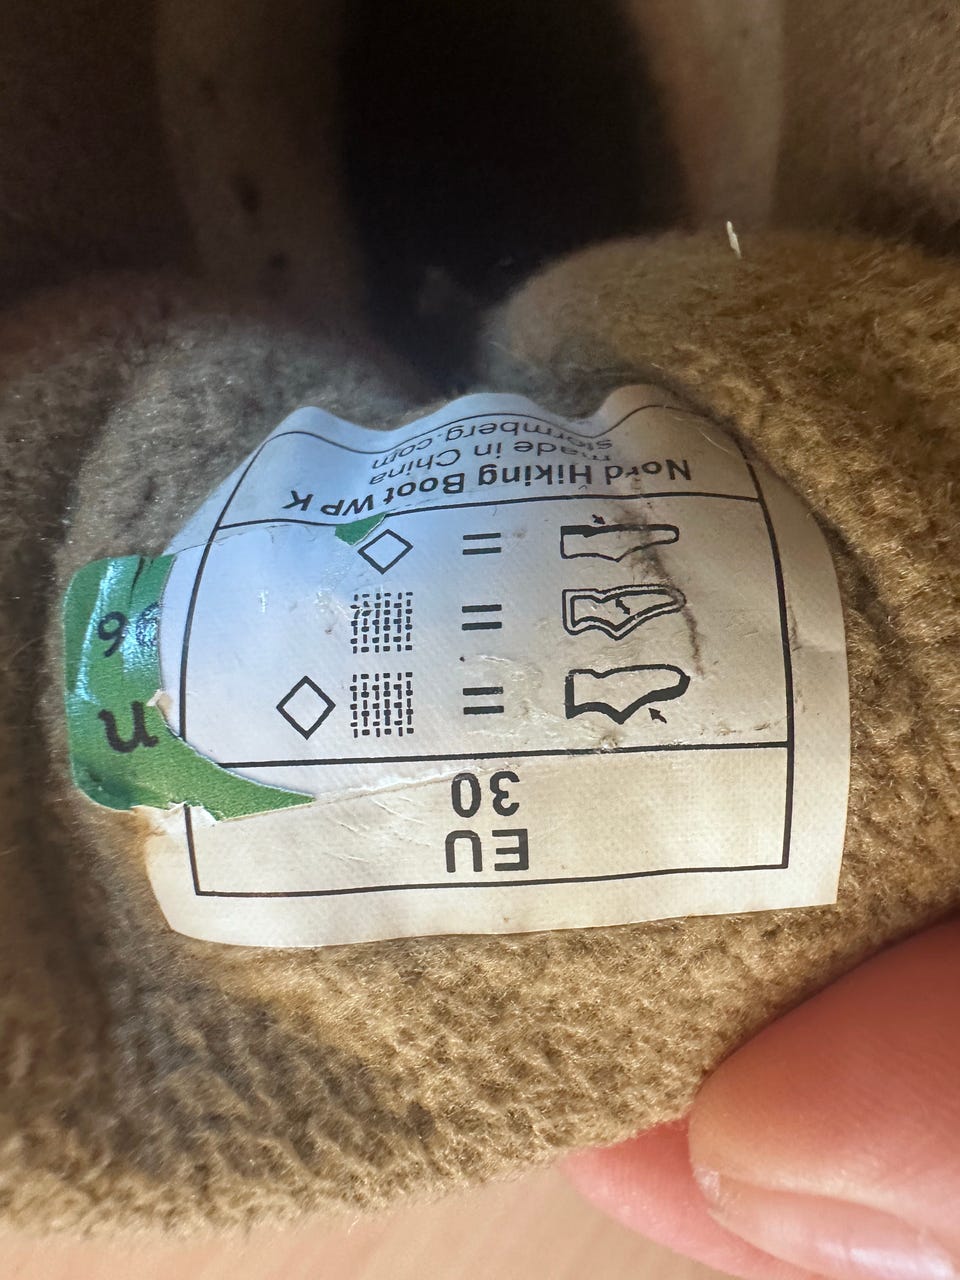 EU
30
Nord Hiking Boot WP K
made in China
stormberg.com